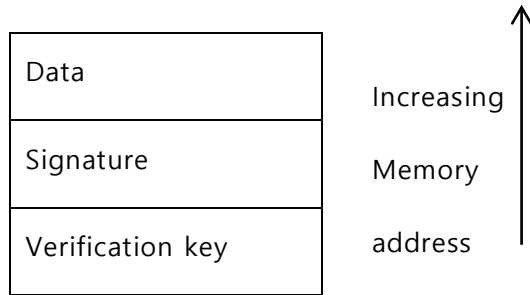 Data
Signature
Verification key
Increasing
Memory
address